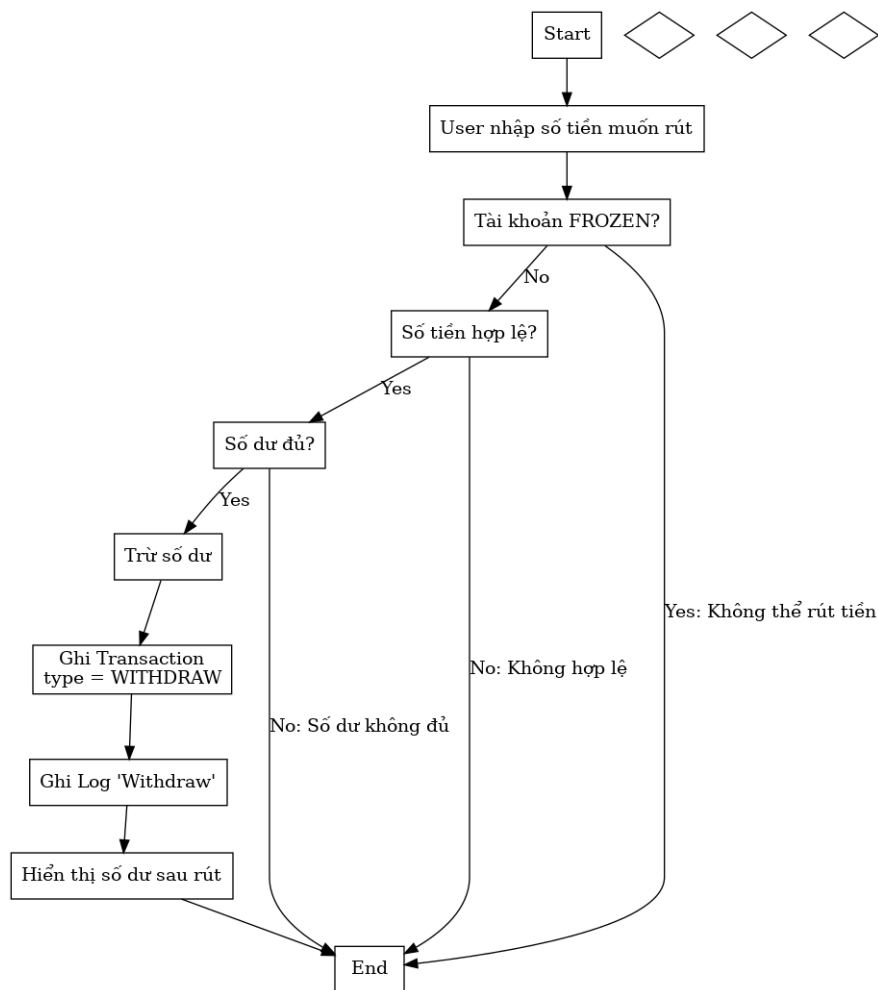 Start
User nhập số tiền muốn rút
Tài khoản FROZEN?
No
Số tiền hợp lệ?
Yes
Số dư đủ?
Yes
Trừ số dư
Yes: Không thể rút tiền
Ghi Transaction
type = WITHDRAW
No: Không hợp lệ
No: Số dư không đủ
Ghi Log 'Withdraw'
Hiển thị số dư sau rút
End